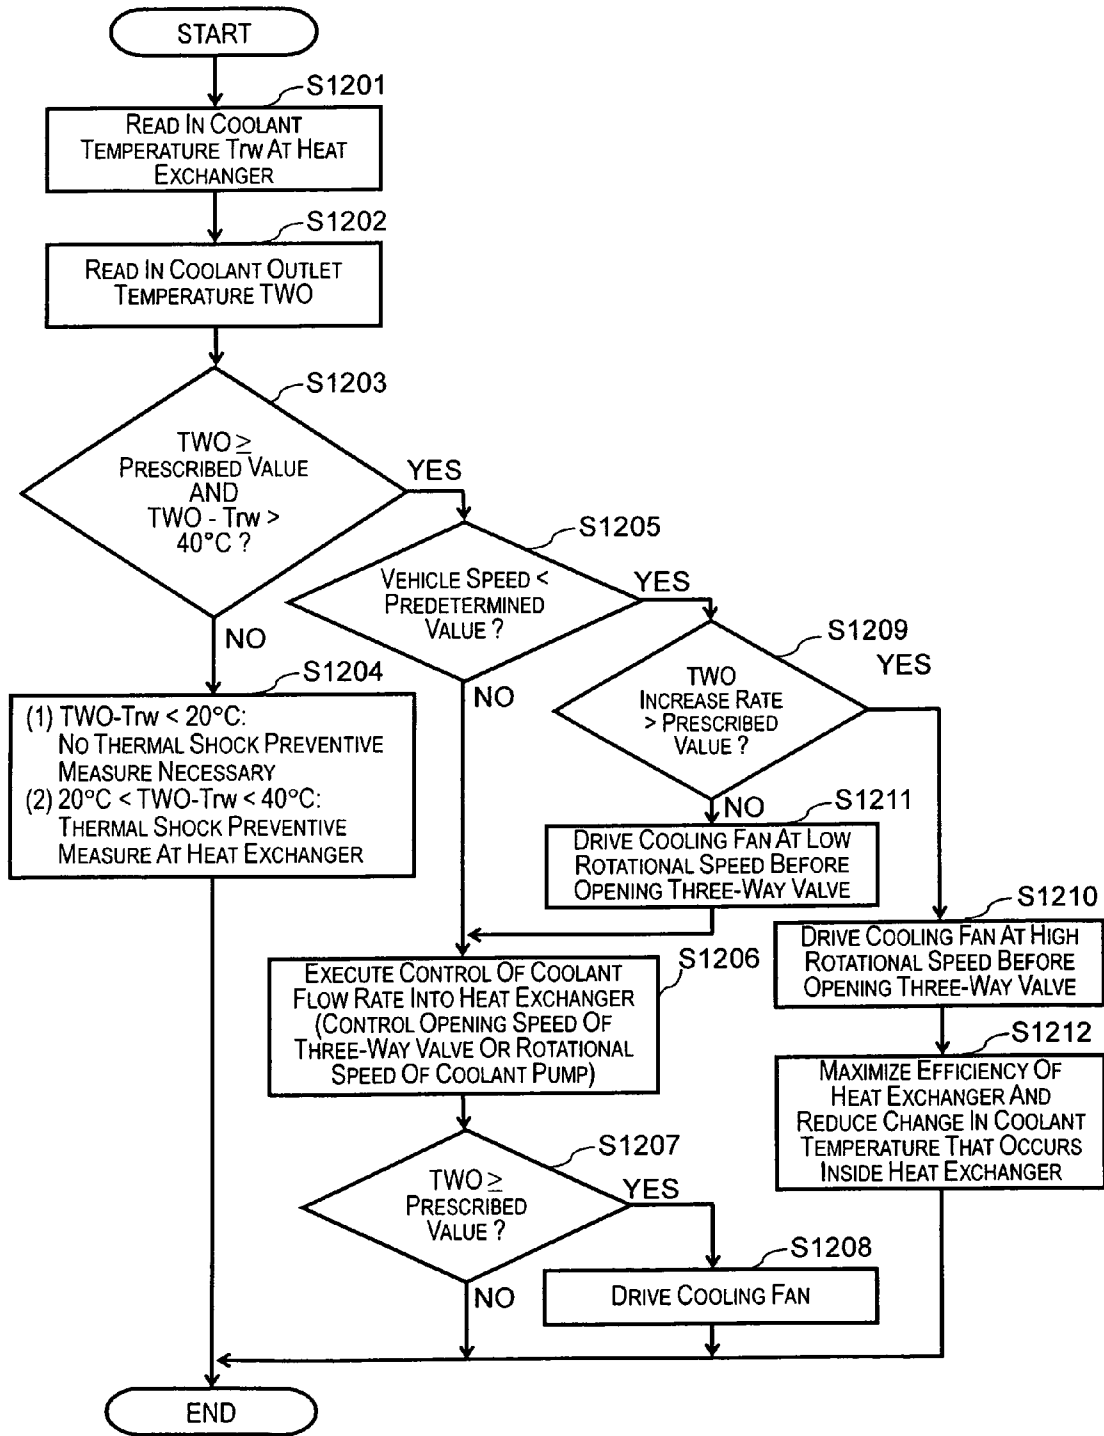 START
S1201
READ IN COOLANT
TEMPERATURE Trw AT HEAT
EXCHANGER
S1202
READ IN COOLANT OUTLET
TEMPERATURE TWO
S1203
TWO ≥
PRESCRIBED VALUE
AND
TWO - Trw >
40°C ?
YES
NO
S1204
(1) TWO-Trw < 20°C:
NO THERMAL SHOCK PREVENTIVE
MEASURE NECESSARY
(2) 20°C < TWO-Trw < 40°C:
THERMAL SHOCK PREVENTIVE
MEASURE AT HEAT EXCHANGER
S1205
VEHICLE SPEED <
PREDETERMINED
VALUE ?
YES
NO
S1209
TWO
INCREASE RATE
> PRESCRIBED
VALUE ?
YES
NO
S1211
DRIVE COOLING FAN AT LOW
ROTATIONAL SPEED BEFORE
OPENING THREE-WAY VALVE
S1210
DRIVE COOLING FAN AT HIGH
ROTATIONAL SPEED BEFORE
OPENING THREE-WAY VALVE
S1206
EXECUTE CONTROL OF COOLANT
FLOW RATE INTO HEAT EXCHANGER
(CONTROL OPENING SPEED OF
THREE-WAY VALVE OR ROTATIONAL
SPEED OF COOLANT PUMP)
S1212
MAXIMIZE EFFICIENCY OF
HEAT EXCHANGER AND
REDUCE CHANGE IN COOLANT
TEMPERATURE THAT OCCURS
INSIDE HEAT EXCHANGER
S1207
TWO ≥
PRESCRIBED
VALUE ?
YES
NO
S1208
DRIVE COOLING FAN
END